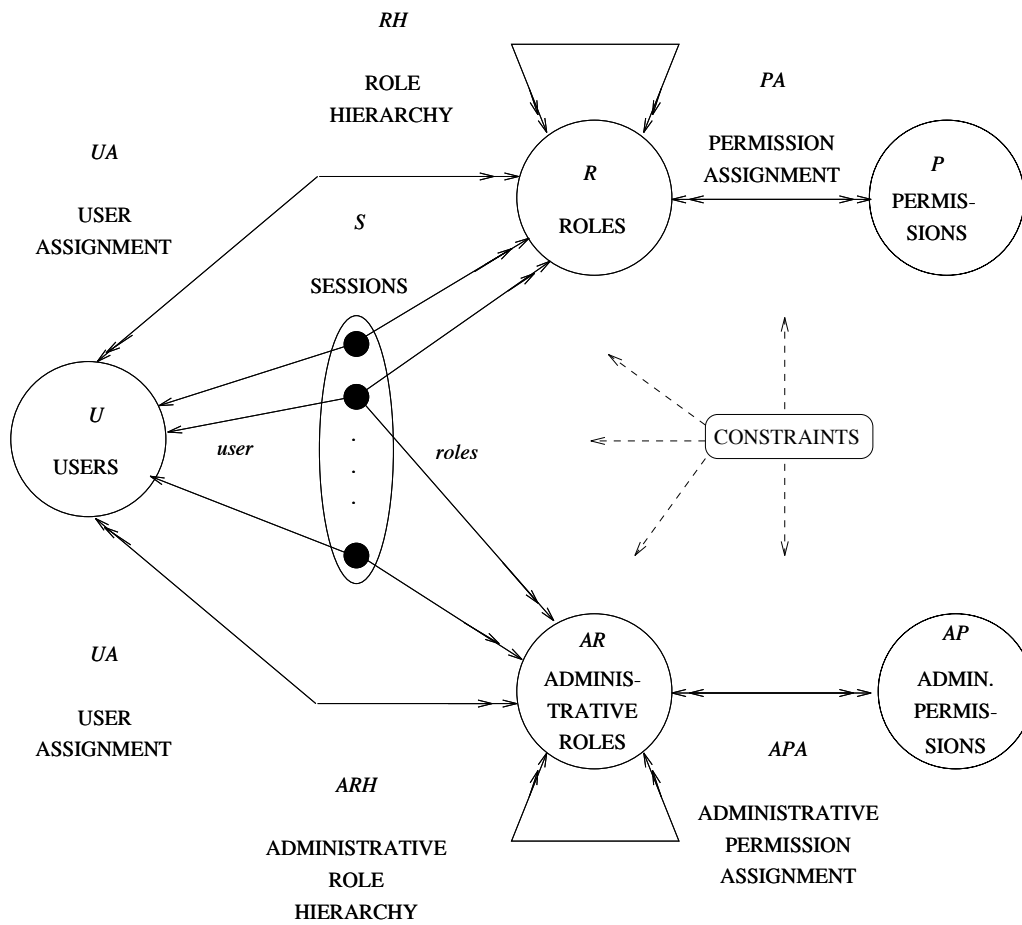 RH
ROLE
HIERARCHY
PA
PERMISSION
ASSIGNMENT
UA
USER
ASSIGNMENT
S
SESSIONS
R
ROLES
P
PERMIS-
SIONS
U
USERS
user
roles
.
.
.
CONSTRAINTS
UA
USER
ASSIGNMENT
AR
ADMINIS-
TRATIVE
ROLES
AP
ADMIN.
PERMIS-
SIONS
ARH
ADMINISTRATIVE
ROLE
HIERARCHY
APA
ADMINISTRATIVE
PERMISSION
ASSIGNMENT